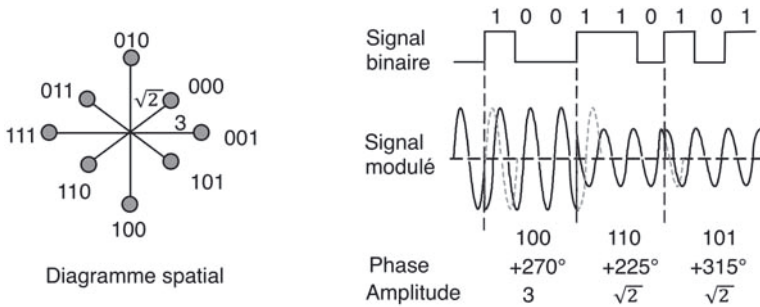 010
011
√2
000
111
3
001
110
101
100
Diagramme spatial
1 0 0 1 1 0 1 0 1
Signal
binaire
Signal
modulé
100 110 101
Phase +270° +225° +315°
Amplitude 3 √2 √2